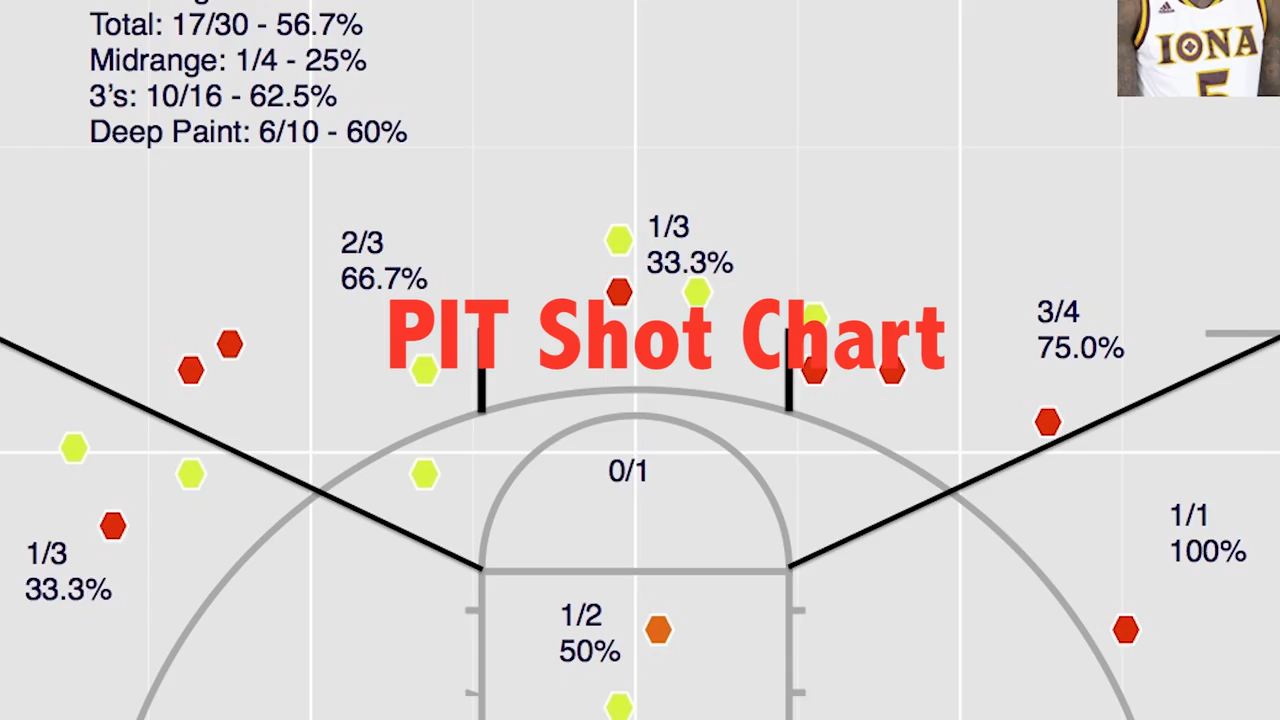 Total: 17/30 - 56.7%
Midrange: 1/4 - 25%
3’s: 10/16 - 62.5%
Deep Paint: 6/10 - 60%
IONA
5
2/3
66.7%
1/3
33.3%
PIT Shot Chart
3/4
75.0%
0/1
1/1
100%
1/3
33.3%
1/2
50%